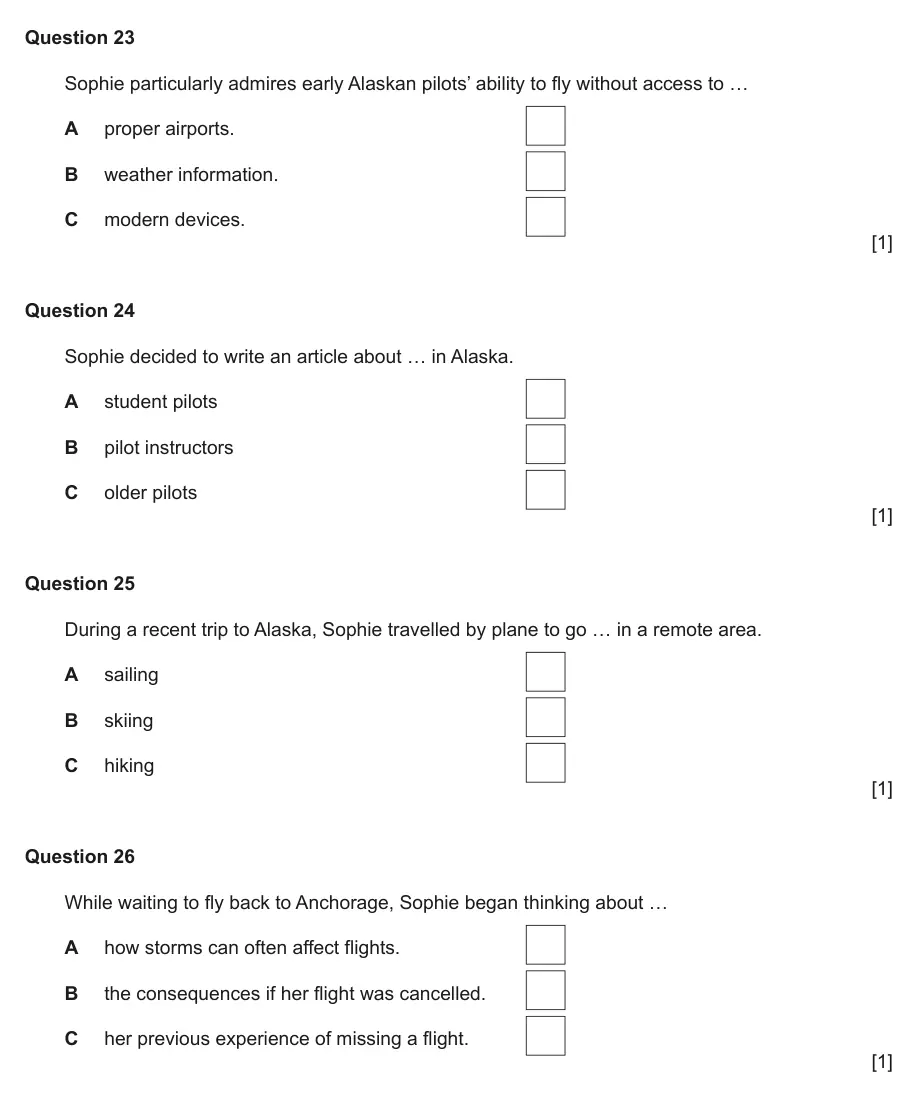 Question 23
Sophie particularly admires early Alaskan pilots’ ability to fly without access to …
A proper airports.
B weather information.
C modern devices.
[1]
Question 24
Sophie decided to write an article about … in Alaska.
A student pilots
B pilot instructors
C older pilots
[1]
Question 25
During a recent trip to Alaska, Sophie travelled by plane to go … in a remote area.
A sailing
B skiing
C hiking
[1]
Question 26
While waiting to fly back to Anchorage, Sophie began thinking about …
A how storms can often affect flights.
B the consequences if her flight was cancelled.
C her previous experience of missing a flight.
[1]